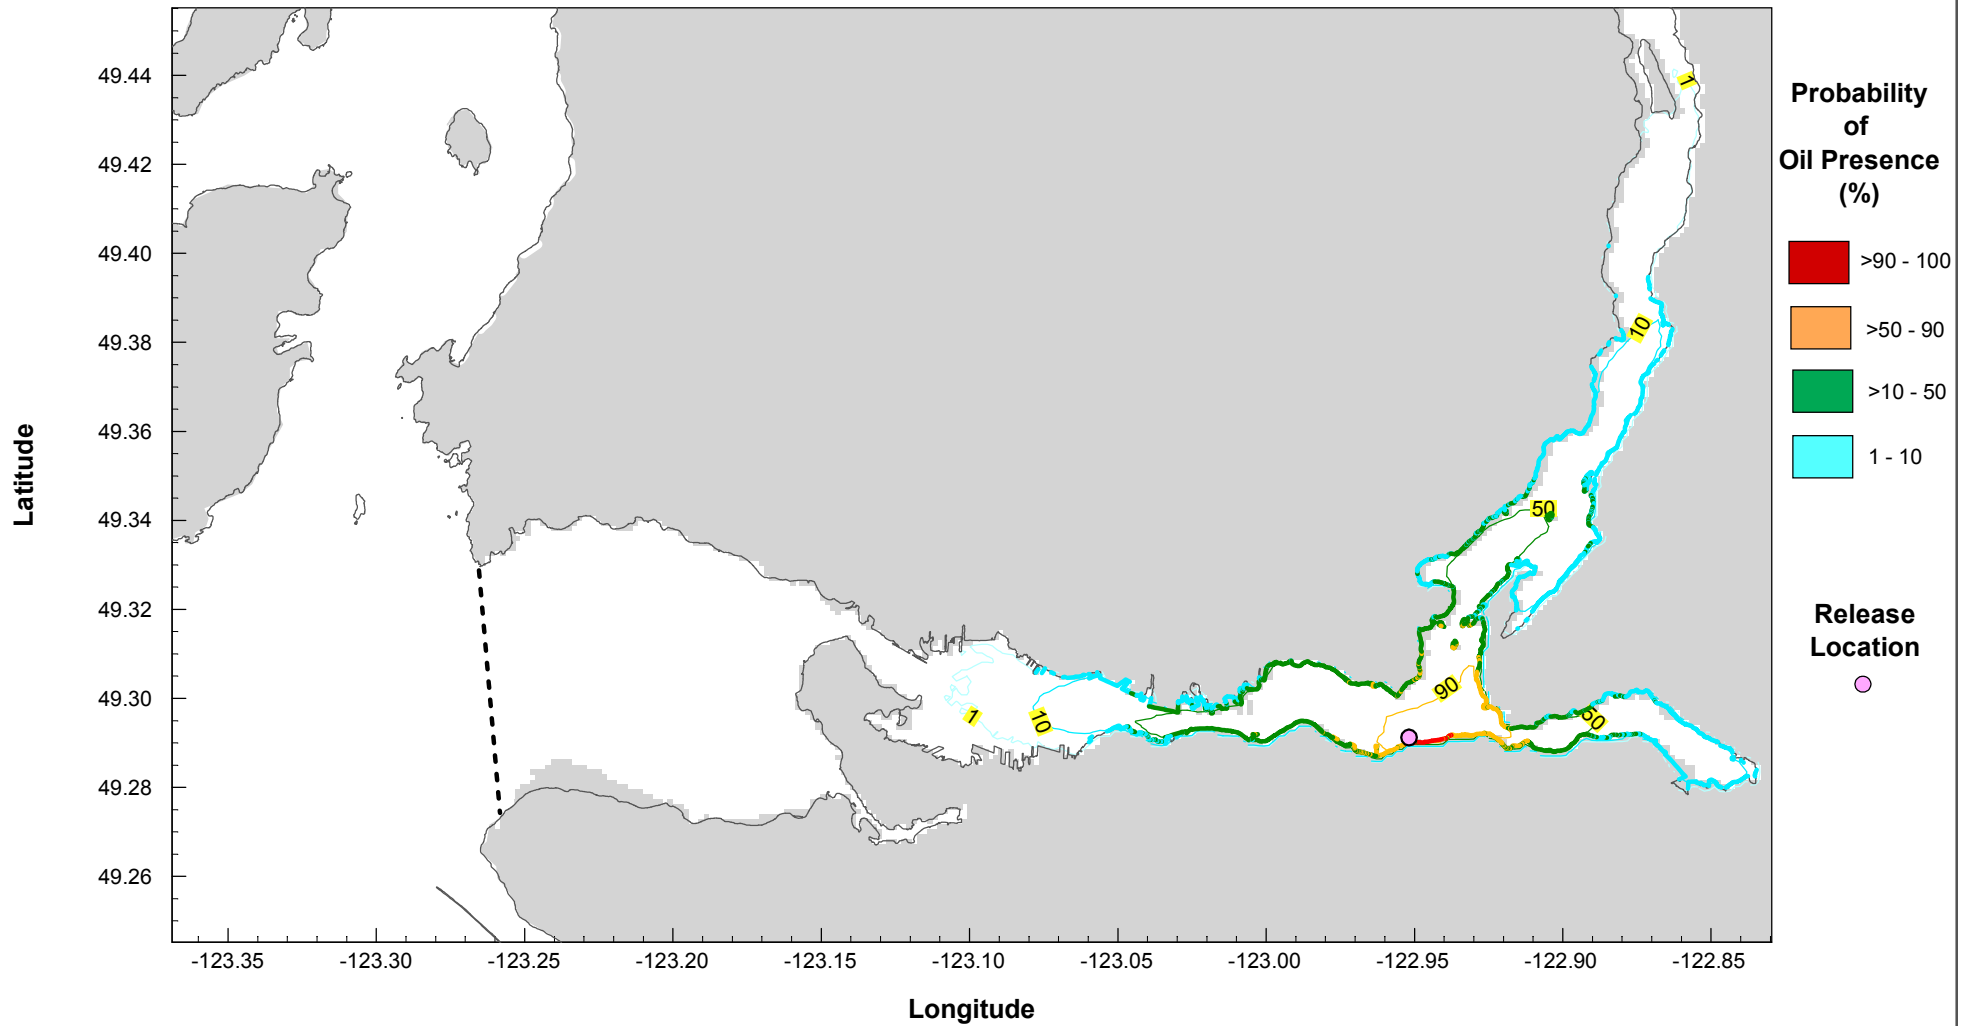 49.44
49.42
49.40
49.38
49.36
49.34
49.32
49.30
49.28
49.26
Latitude
-123.35
-123.30
-123.25
-123.20
-123.15
-123.10
-123.05
-123.00
-122.95
-122.90
-122.85
Longitude
1
10
50
90
50
10
1
Probability
of
Oil Presence
(%)
>90 - 100
>50 - 90
>10 - 50
1 - 10
Release
Location